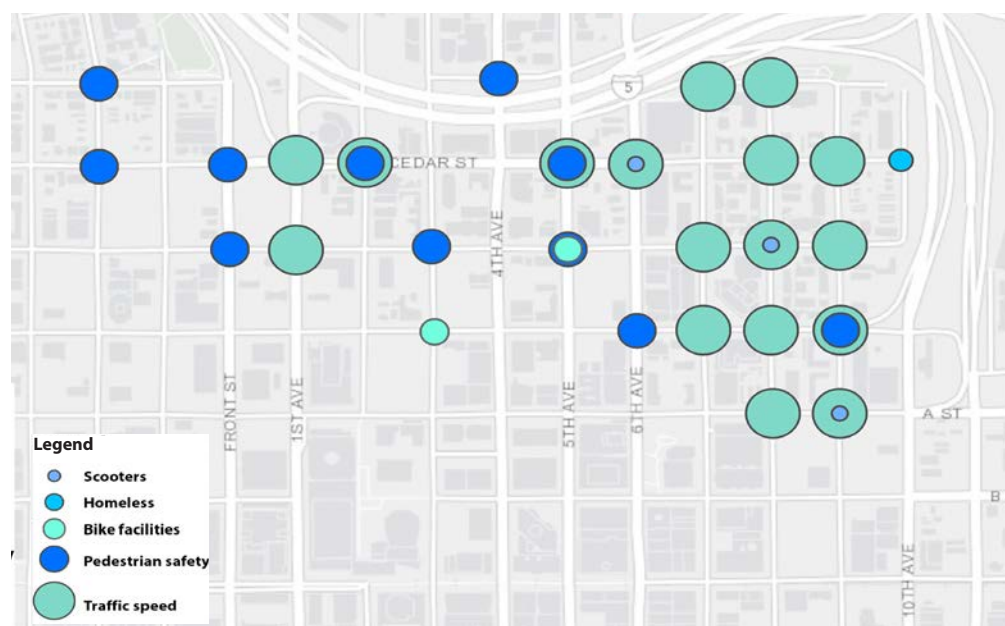 5
CEDAR ST
4TH AVE
FRONT ST
1ST AVE
5TH AVE
6TH AVE
A ST
B
10TH AVE
Legend
Scooters
Homeless
Bike facilities
Pedestrian safety
Traffic speed